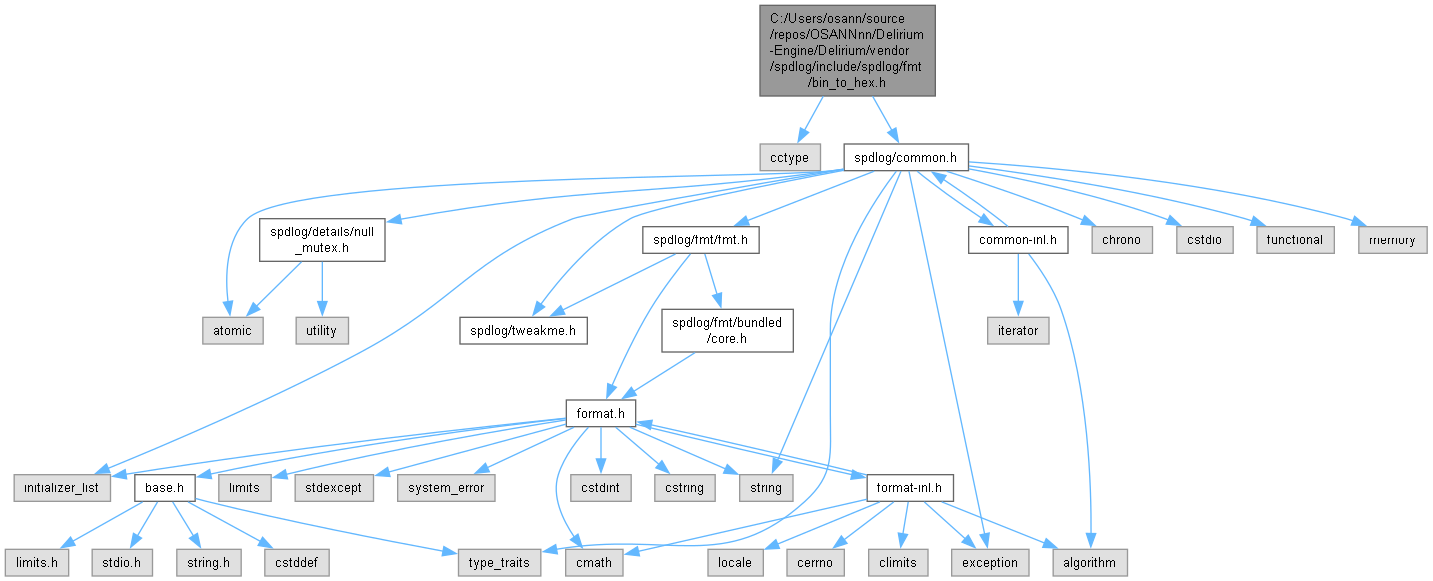 C:/Users/osann/source
/repos/OSANNnn/Delirium
-Engine/Delirium/vendor
/spdlog/include/spdlog/fmt
/bin_to_hex.h
cctype
spdlog/common.h
spdlog/details/null
_mutex.h
spdlog/fmt/fmt.h
common-inl.h
chrono
cstdio
functional
memory
atomic
utility
spdlog/tweakme.h
spdlog/fmt/bundled
/core.h
iterator
format.h
initializer_list
base.h
limits
stdexcept
system_error
cstdint
cstring
string
format-inl.h
limits.h
stdio.h
string.h
cstddef
type_traits
cmath
locale
cerrno
climits
exception
algorithm